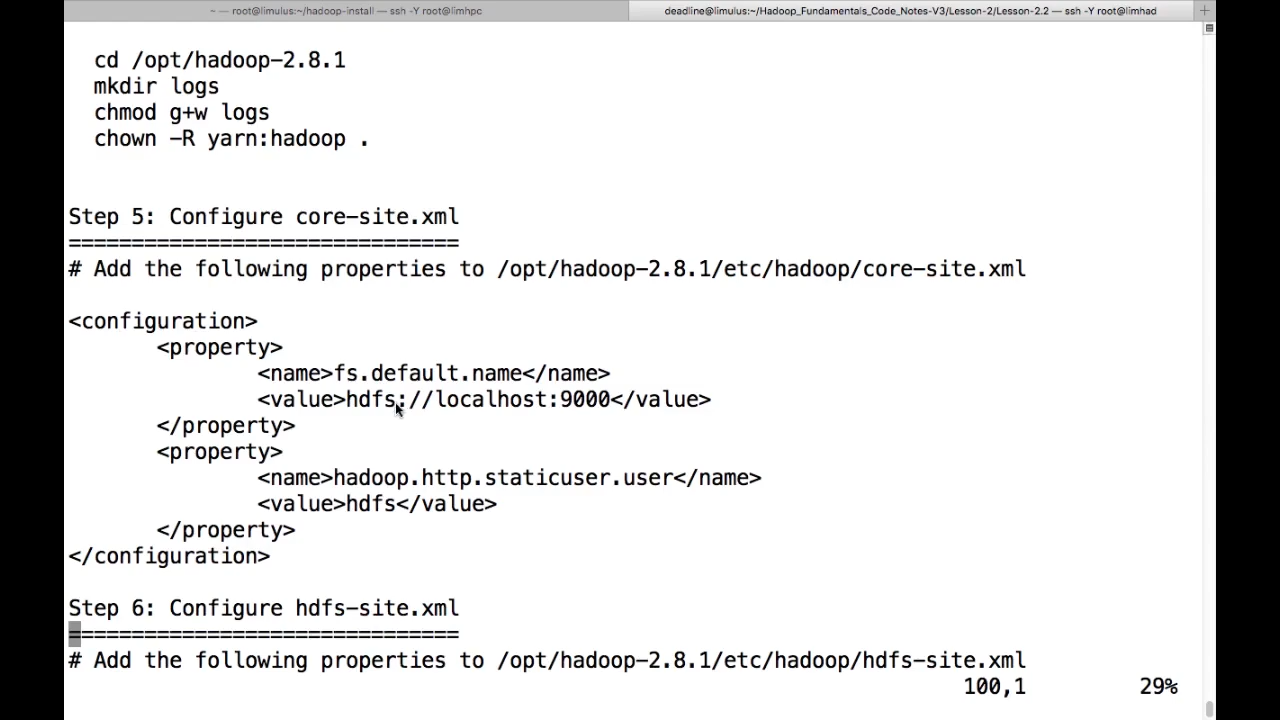 ~ — root@limulus:~/hadoop-install — ssh -Y root@limhpc
deadline@limulus:~/Hadoop_Fundamentals_Code_Notes-V3/Lesson-2/Lesson-2.2 — ssh -Y root@limhad
+
cd /opt/hadoop-2.8.1
mkdir logs
chmod g+w logs
chown -R yarn:hadoop .
Step 5: Configure core-site.xml
===============================
# Add the following properties to /opt/hadoop-2.8.1/etc/hadoop/core-site.xml
<configuration>
<property>
<name>fs.default.name</name>
<value>hdfs://localhost:9000</value>
</property>
<property>
<name>hadoop.http.staticuser.user</name>
<value>hdfs</value>
</property>
</configuration>
Step 6: Configure hdfs-site.xml
===============================
# Add the following properties to /opt/hadoop-2.8.1/etc/hadoop/hdfs-site.xml
100,1 29%